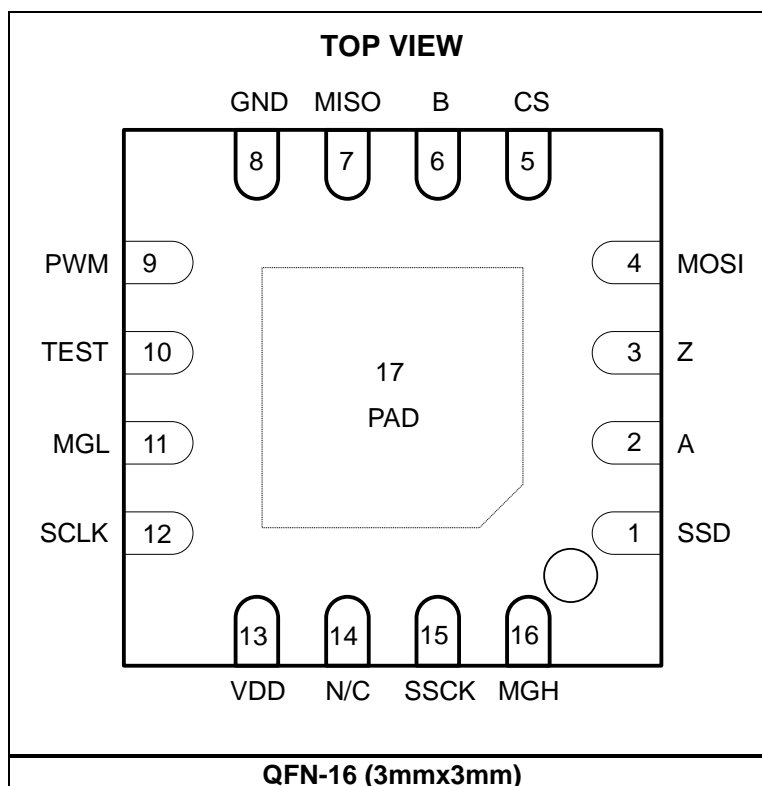 TOP VIEW
GND MISO B CS
8 7 6 5
PWM 9 4 MOSI
TEST 10 3 Z
17
PAD
MGL 11 2 A
SCLK 12 1 SSD
13 14 15 16
VDD N/C SSCK MGH
QFN-16 (3mmx3mm)